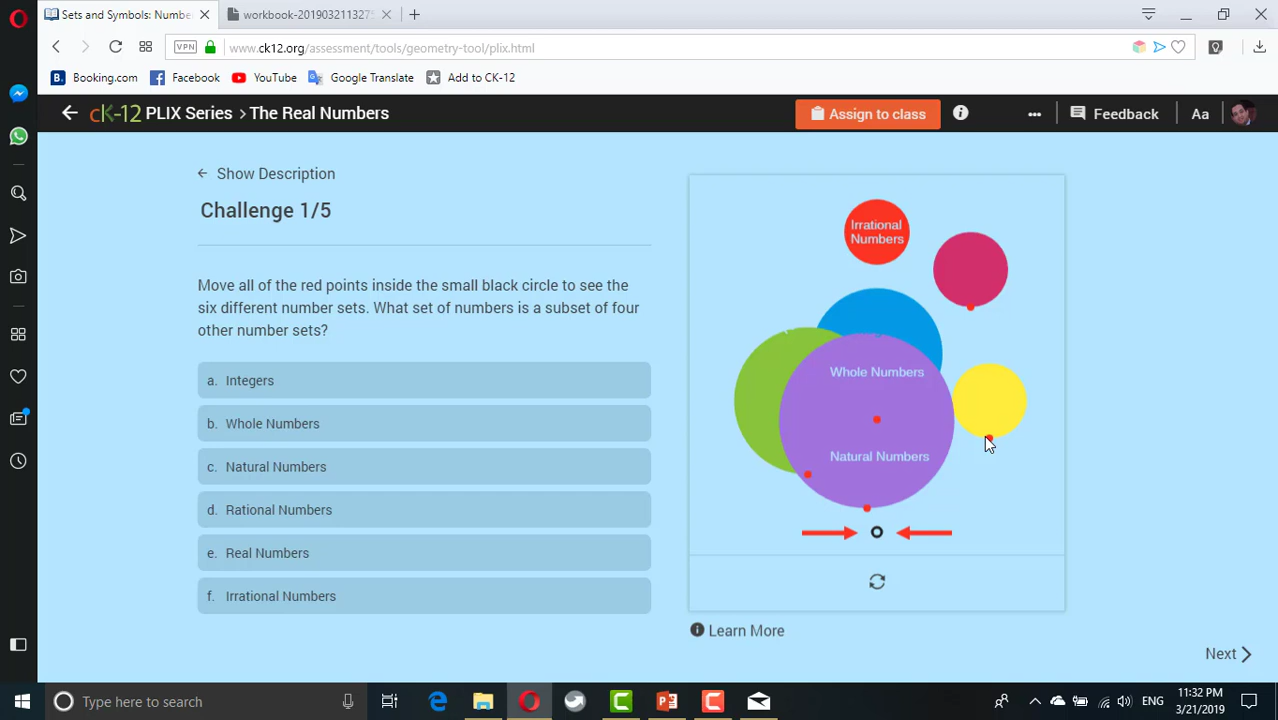 Sets and Symbols: Numbe
workbook-2019032113275
VPN
www.ck12.org/assessment/tools/geometry-tool/plix.html
B. Booking.com
Facebook
YouTube
Google Translate
Add to CK-12
cK-12 PLIX Series > The Real Numbers
Assign to class
Feedback
Aa
Show Description
Challenge 1/5
Move all of the red points inside the small black circle to see the
six different number sets. What set of numbers is a subset of four
other number sets?
a. Integers
b. Whole Numbers
c. Natural Numbers
d. Rational Numbers
e. Real Numbers
f. Irrational Numbers
Irrational
Numbers
Whole Numbers
Natural Numbers
Learn More
Next
Type here to search
ENG
11:32 PM
3/21/2019